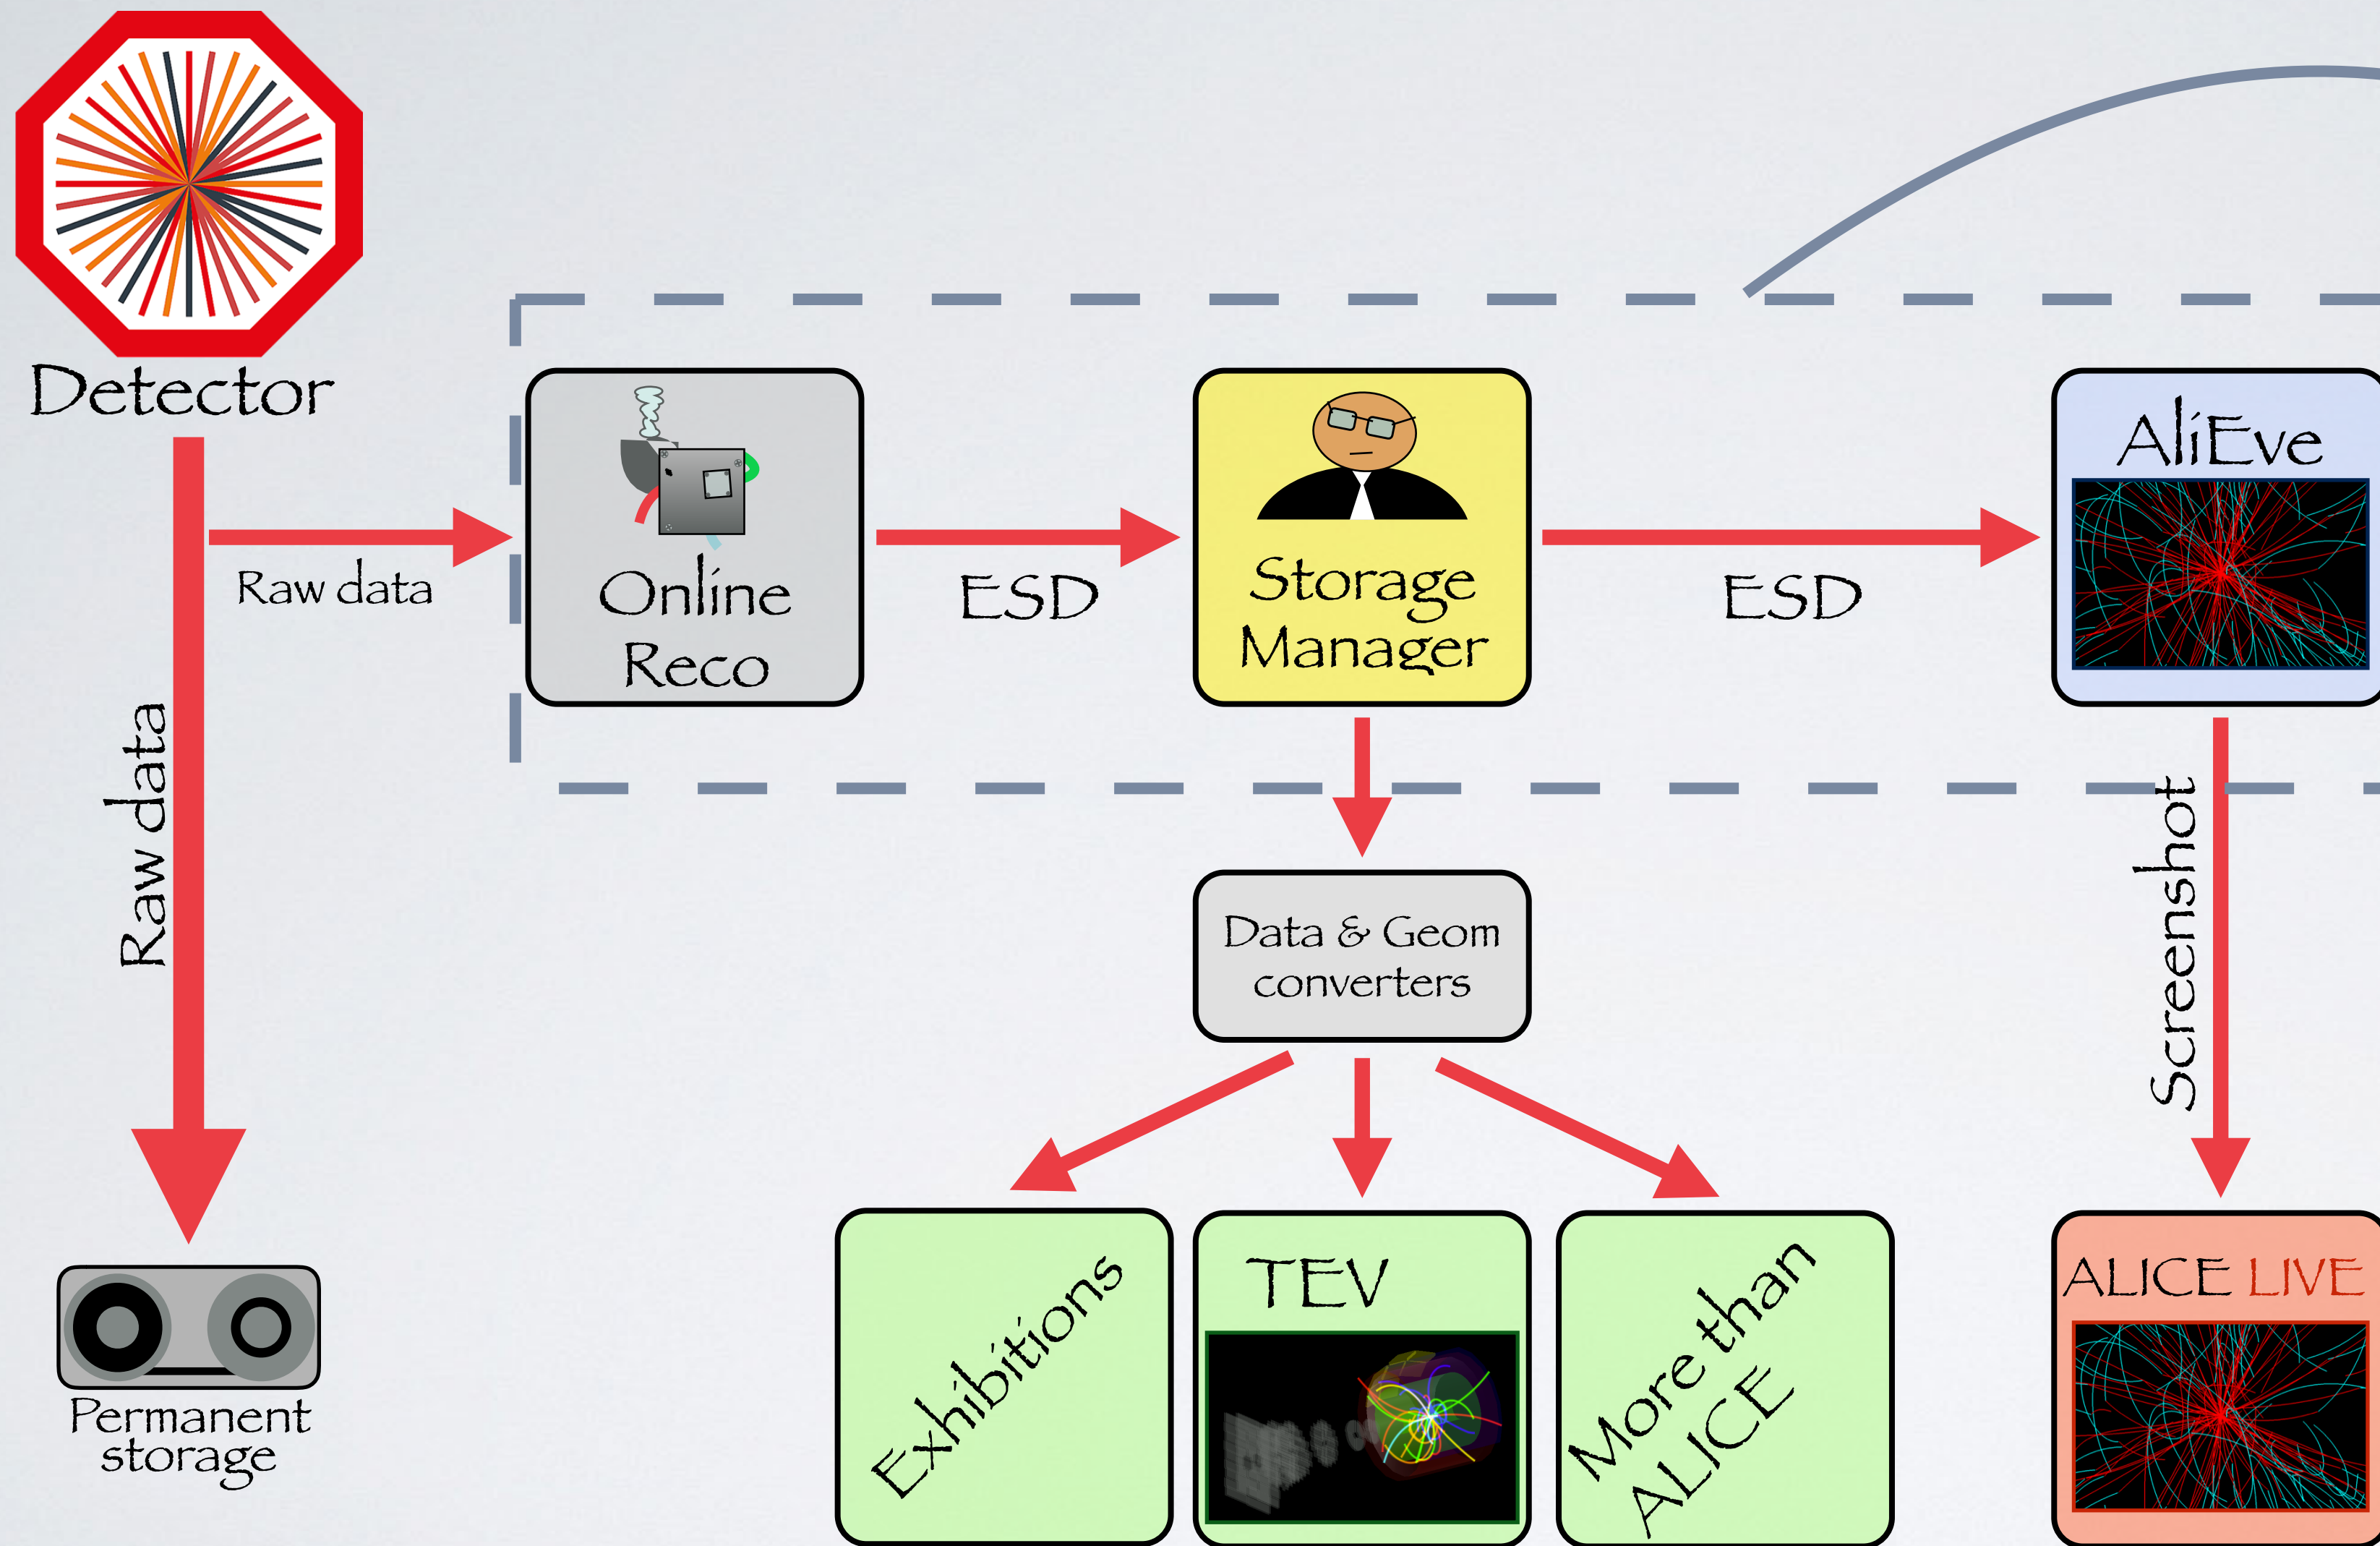 Detector
Raw data
Raw data
Online
Reco
ESD
Storage
Manager
ESD
AliEve
Data & Geom
converters
Screenshot
Permanent
storage
Exhibitions
TEV
More than
ALICE
ALICE LIVE